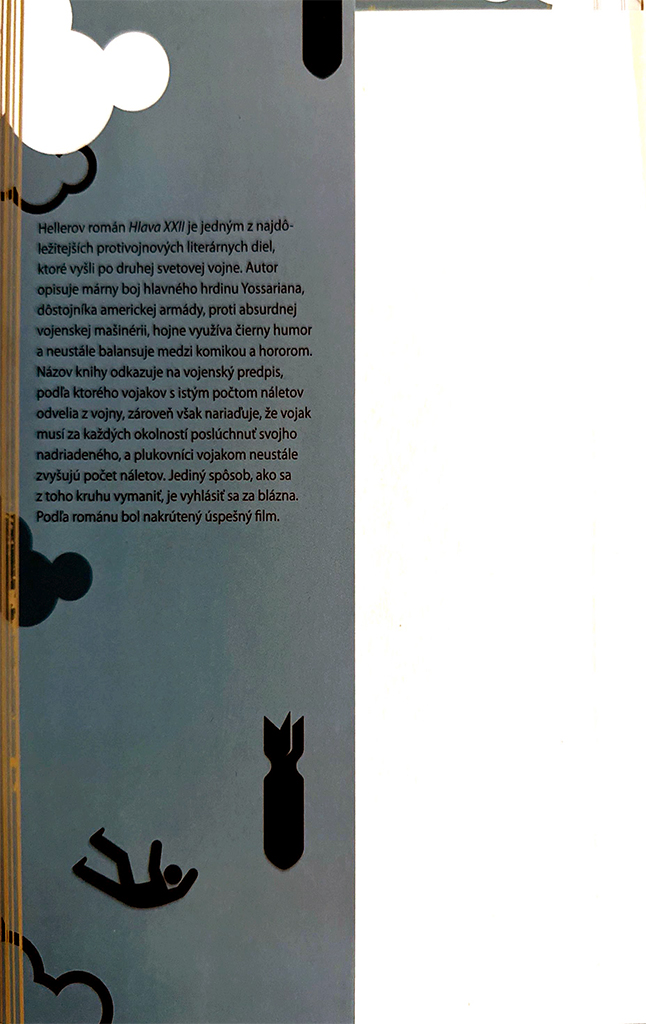 Hellerov román Hlava XXII je jedným z najdô-
ležitejších protivojnových literárnych diel,
ktoré vyšli po druhej svetovej vojne. Autor
opisuje márny boj hlavného hrdinu Yossariana,
dôstojníka americkej armády, proti absurdnej
vojenskej mašinérii, hojne využíva čierny humor
a neustále balansuje medzi komikou a hororom.
Názov knihy odkazuje na vojenský predpis,
podľa ktorého vojakov s istým počtom náletov
odvelia z vojny, zároveň však nariaďuje, že vojak
musí za každých okolností poslúchnuť svojho
nadriadeného, a plukovníci vojakom neustále
zvyšujú počet náletov. Jediný spôsob, ako sa
z toho kruhu vymaniť, je vyhlásiť sa za blázna.
Podľa románu bol nakrútený úspešný film.